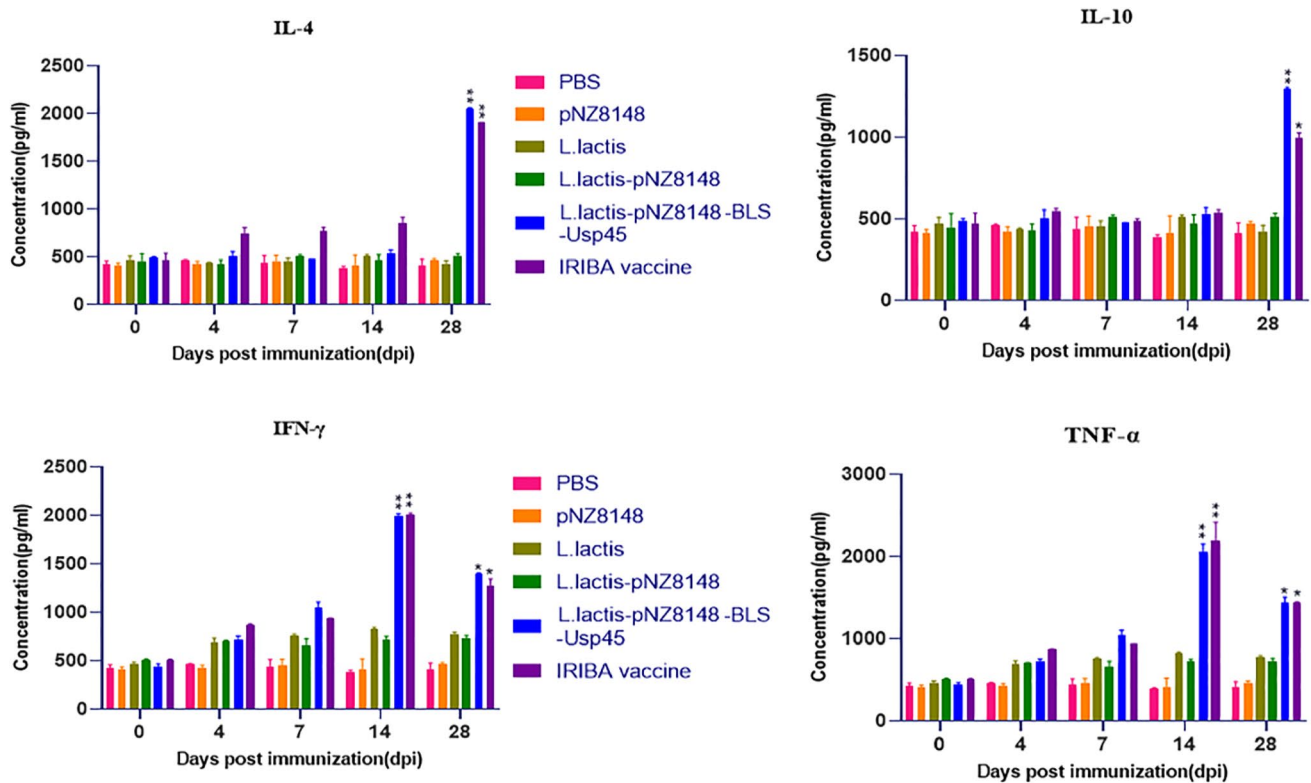 IL-4
Concentration(pg/ml)
2500
2000
1500
1000
500
0
** **
0 4 7 14 28
Days post immunization(dpi)
PBS
pNZ8148
L.lactis
L.lactis-pNZ8148
L.lactis-pNZ8148-BLS
-Usp45
IRIBA vaccine
IL-10
Concentration(pg/ml)
1500
1000
500
0
** *
0 4 7 14 28
Days post immunization(dpi)
IFN-γ
Concentration(pg/ml)
2500
2000
1500
1000
500
0
** ** * *
0 4 7 14 28
Days post immunization(dpi)
PBS
pNZ8148
L.lactis
L.lactis-pNZ8148
L.lactis-pNZ8148-BLS
-Usp45
IRIBA vaccine
TNF-α
Concentration(pg/ml)
3000
2000
1000
0
** ** * *
0 4 7 14 28
Days post immunization(dpi)